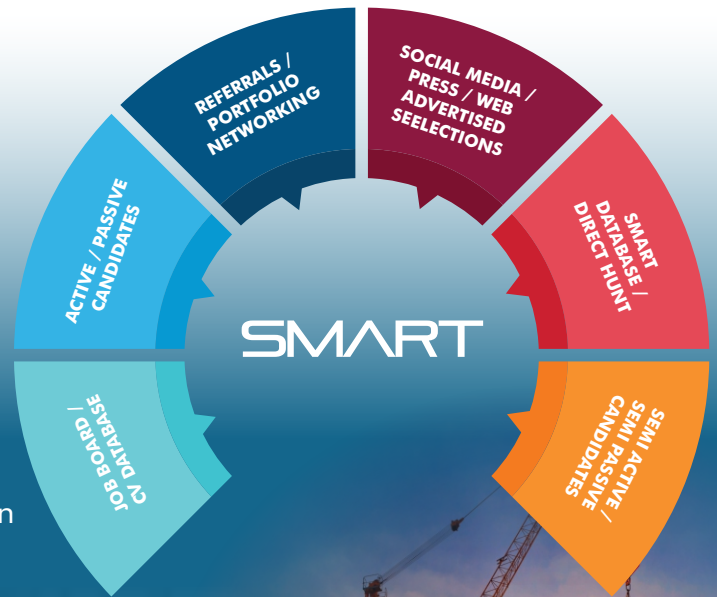 REFERRALS /
PORTFOLIO
NETWORKING
SOCIAL MEDIA /
PRESS / WEB
ADVERTISED
SEELECTIONS
ACTIVE / PASSIVE
CANDIDATES
SMART
DATABASE /
DIRECT HUNT
SMART
JOB BOARD /
CV DATABASE
SEMI ACTIVE /
SEMI PASSIVE
CANDIDATES
n